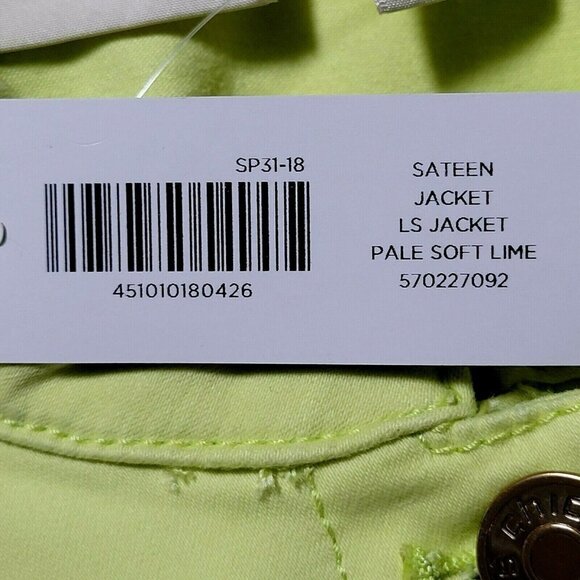 SP31-18
451010180426
SATEEN
JACKET
LS JACKET
PALE SOFT LIME
570227092